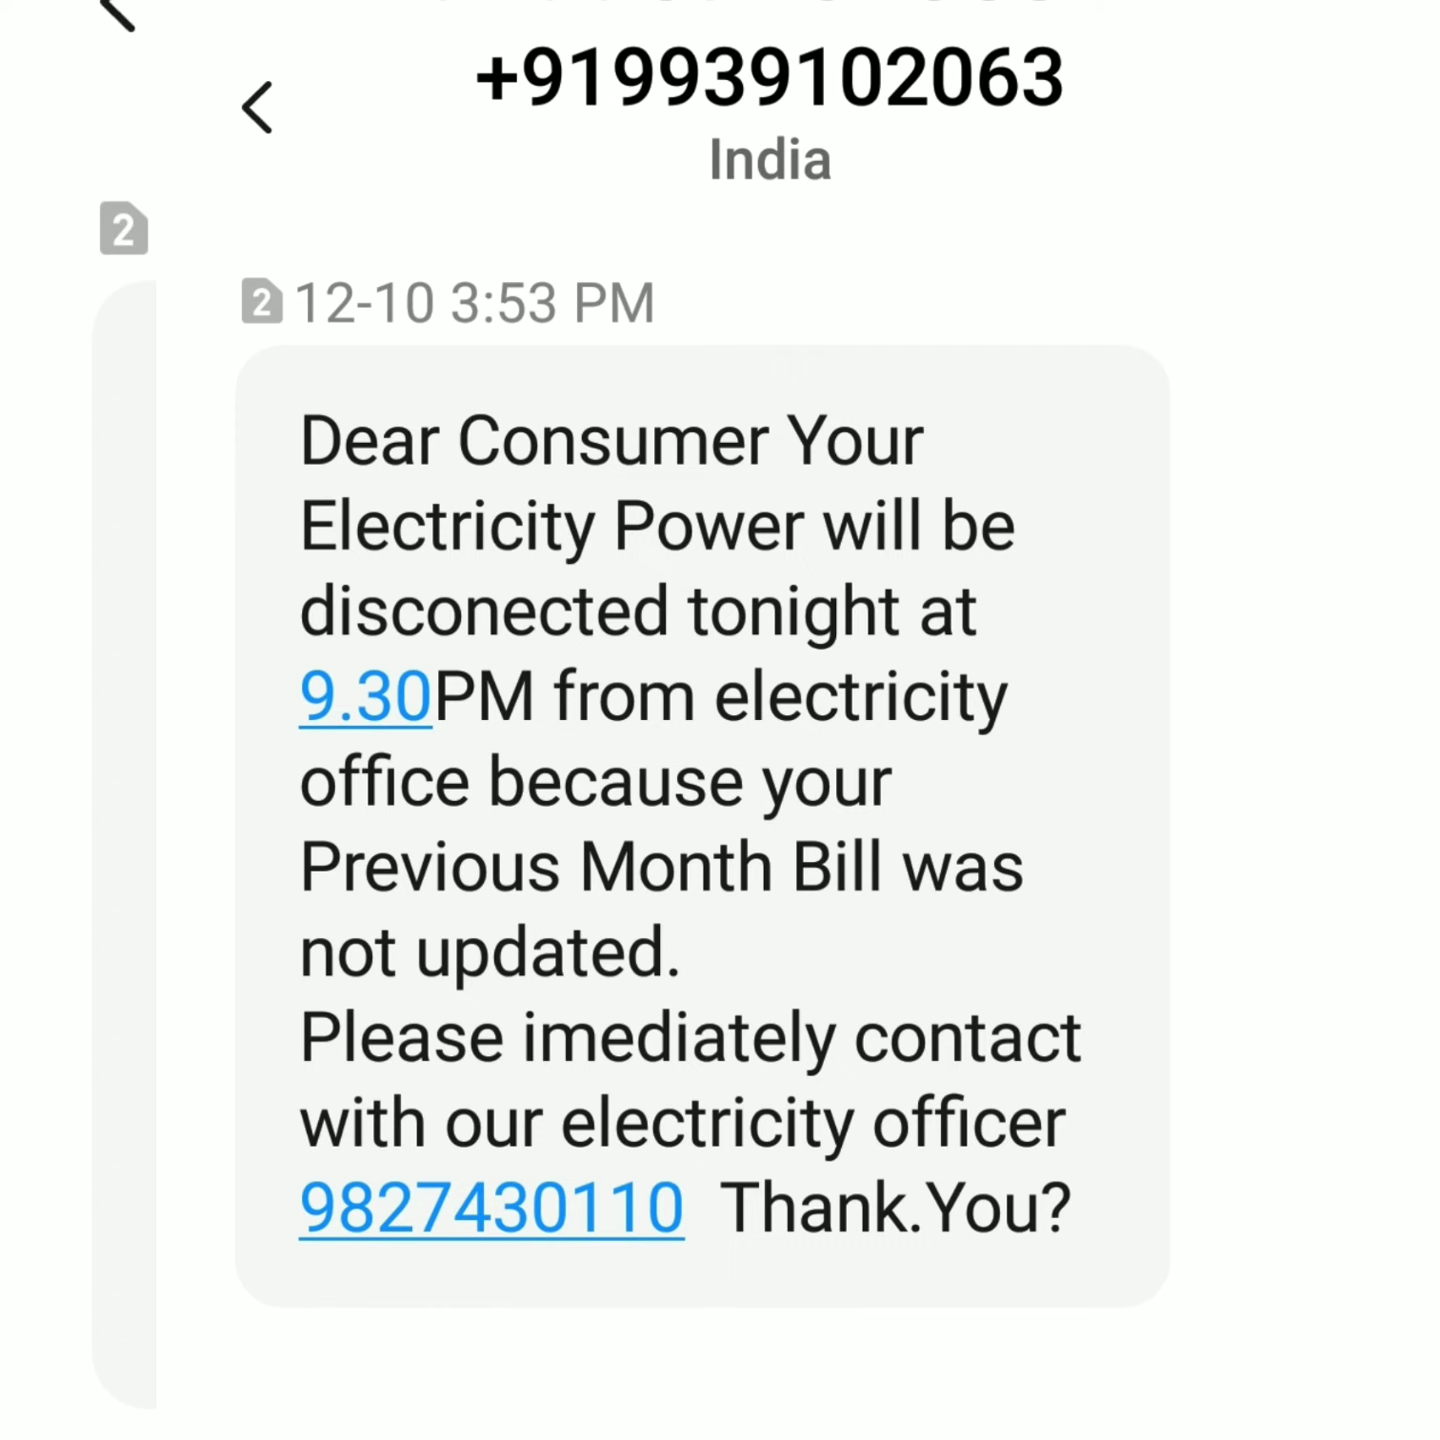 +919939102063
India
2
2 12-10 3:53 PM
Dear Consumer Your
Electricity Power will be
disconected tonight at
9.30PM from electricity
office because your
Previous Month Bill was
not updated.
Please imediately contact
with our electricity officer
9827430110 Thank.You?